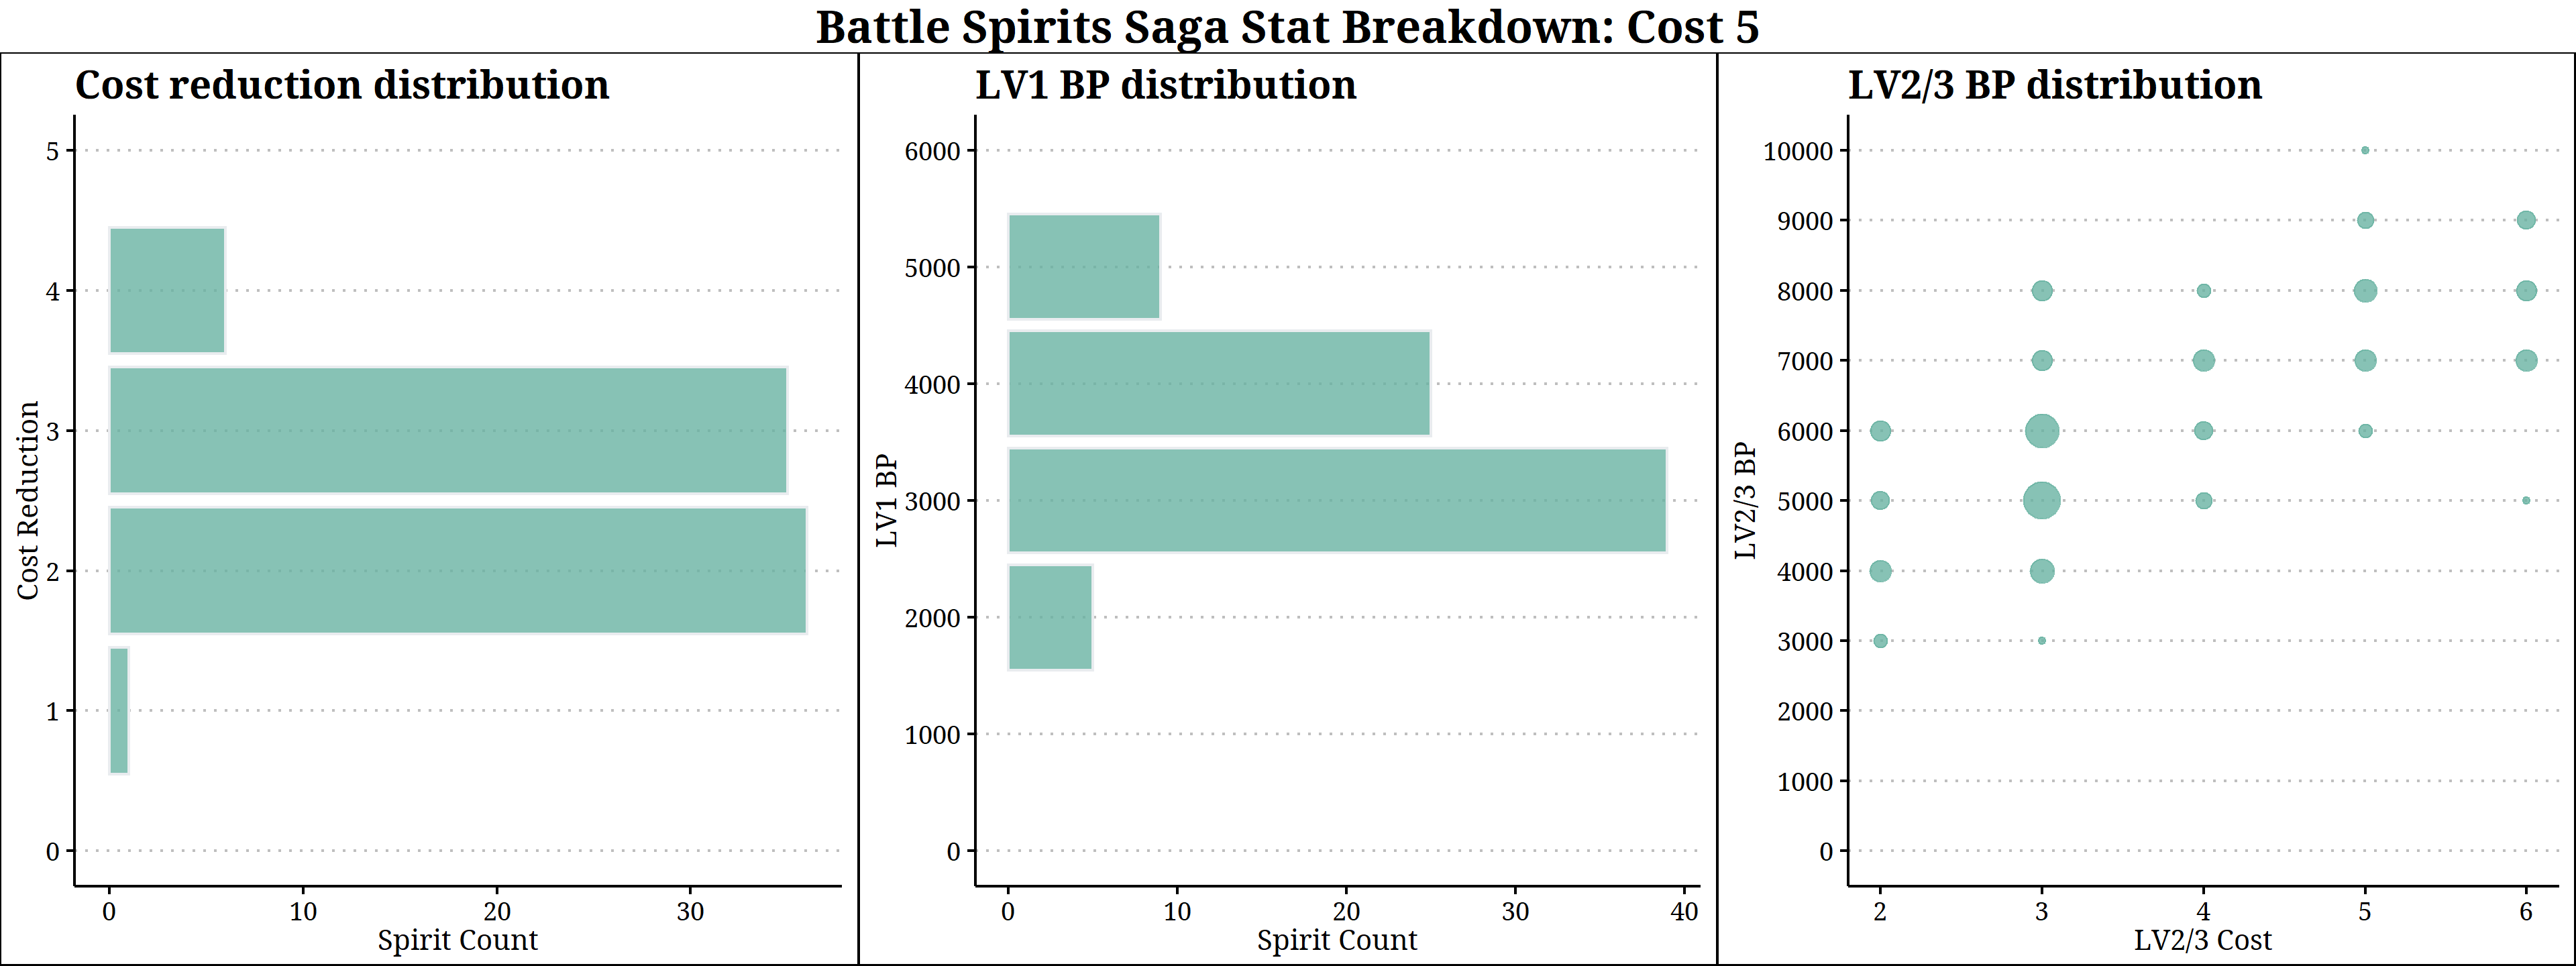 Battle Spirits Saga Stat Breakdown: Cost 5
Cost reduction distribution
Cost Reduction
5
4
3
2
1
0
0 10 20 30
Spirit Count
LV1 BP distribution
LV1 BP
6000
5000
4000
3000
2000
1000
0
0 10 20 30 40
Spirit Count
LV2/3 BP distribution
LV2/3 BP
10000
9000
8000
7000
6000
5000
4000
3000
2000
1000
0
2 3 4 5 6
LV2/3 Cost